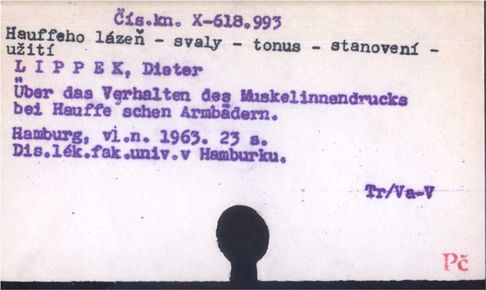 Čís.kn. X-618.993
Hauffeho lázeň - svaly - tonus - stanovení -
užití
L I P P E K, Dieter
Über das Verhalten des Muskelinnendrucks
bei Hauffe´schen Armbädern.
Hamburg, vl.n. 1963. 23 s.
Dis.lék.fak.univ.v Hamburku.
Tr/Va-V
Pč